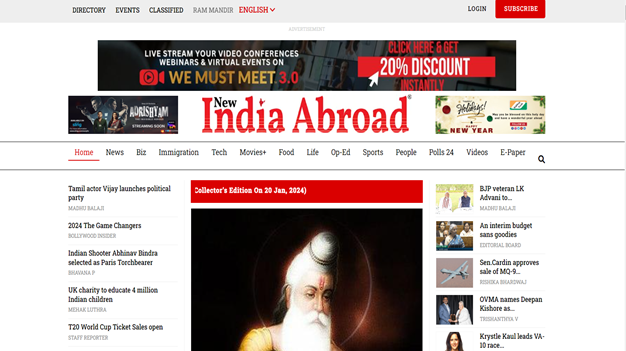 DIRECTORY EVENTS CLASSIFIED RAM MANDIR ENGLISH LOGIN SUBSCRIBE
ADVERTISEMENT
LIVE STREAM YOUR VIDEO CONFERENCES
WEBINARS & VIRTUAL EVENTS ON
WE MUST MEET 3.0
CLICK HERE & GET
20% DISCOUNT
INSTANTLY
STREAMING SOON
New
India Abroad
Holidays!
HAPPY
NEW YEAR
Home News Biz Immigration Tech Movies+ Food Life Op-Ed Sports People Polls 24 Videos E-Paper
Tamil actor Vijay launches political
party
MADHU BALAJI
2024 The Game Changers
BOLLYWOOD INSIDER
Indian Shooter Abhinav Bindra
selected as Paris Torchbearer
BHAVANA P
UK charity to educate 4 million
Indian children
MEHAK LUTHRA
T20 World Cup Ticket Sales open
STAFF REPORTER
Collector's Edition On 20 Jan, 2024)
BJP veteran LK
Advani to...
MADHU BALAJI
An interim budget
sans goodies
EDITORIAL BOARD
Sen.Cardin approves
sale of MQ-9...
RISHIKA BHARDWAJ
OVMA names Deepan
Kishore as...
TRISHANTHYA V
Krystle Kaul leads VA-
10 race...